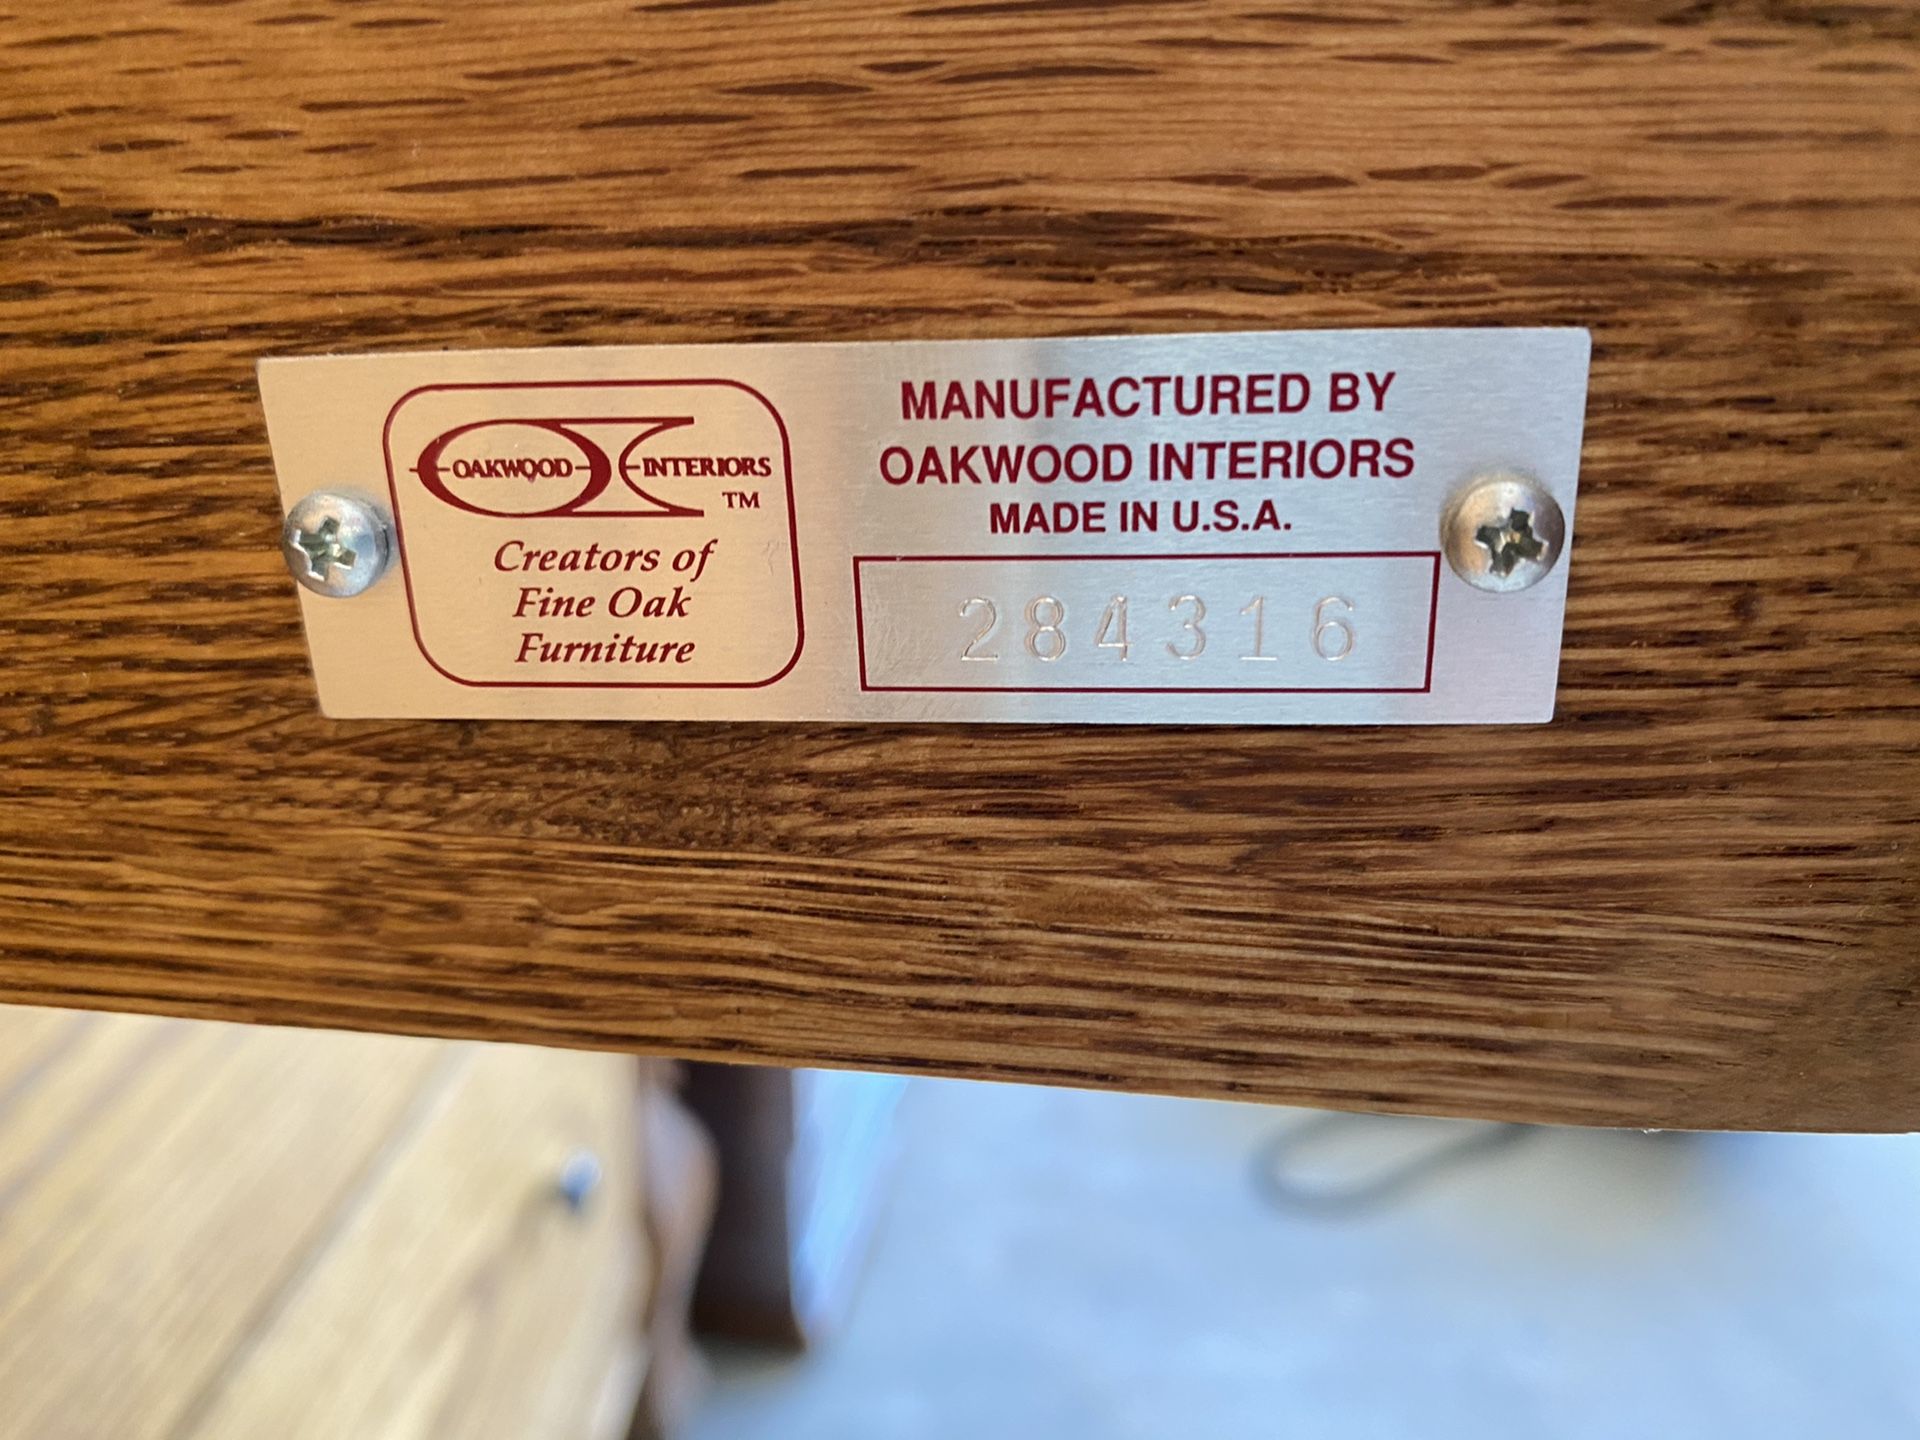 OAKWOOD INTERIORS
TM
Creators of
Fine Oak
Furniture
MANUFACTURED BY
OAKWOOD INTERIORS
MADE IN U.S.A.
284316